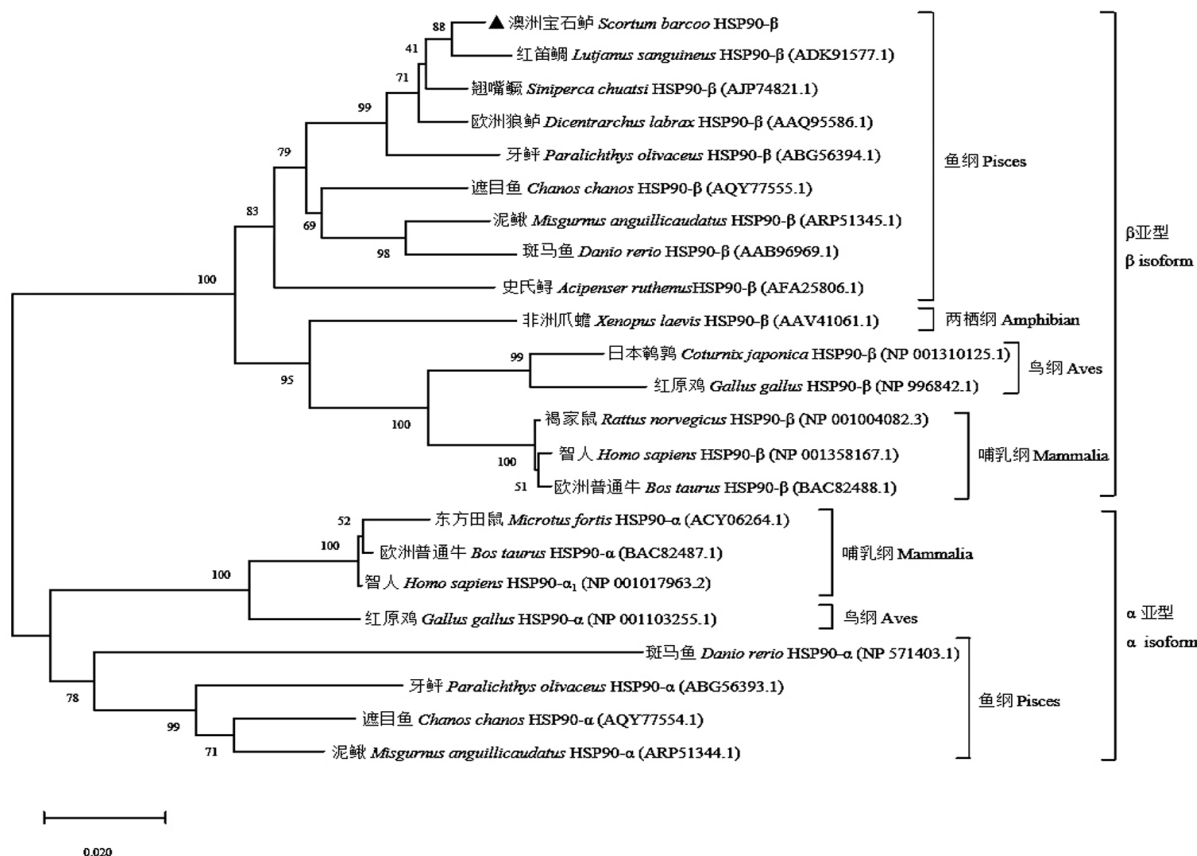 ▲澳洲宝石鲈 Scortum barcoo HSP90-β
88
红笛鲷 Lutjanus sanguineus HSP90-β (ADK91577.1)
41
翘嘴鳜 Siniperca chuatsi HSP90-β (AJP74821.1)
71
欧洲狼鲈 Dicentrarchus labrax HSP90-β (AAQ95586.1)
99
牙鲆 Paralichthys olivaceus HSP90-β (ABG56394.1)
79
鱼纲 Pisces
遮目鱼 Chanos chanos HSP90-β (AQY77555.1)
83
69
泥鳅 Misgurnus anguillicaudatus HSP90-β (ARP51345.1)
98
斑马鱼 Danio rerio HSP90-β (AAB96969.1)
β亚型
β isoform
100
史氏鲟 Acipenser ruthenusHSP90-β (AFA25806.1)
非洲爪蟾 Xenopus laevis HSP90-β (AAV41061.1)
两栖纲 Amphibian
95
日本鹌鹑 Coturnix japonica HSP90-β (NP 001310125.1)
99
鸟纲 Aves
红原鸡 Gallus gallus HSP90-β (NP 996842.1)
100
褐家鼠 Rattus norvegicus HSP90-β (NP 001004082.3)
智人 Homo sapiens HSP90-β (NP 001358167.1)
哺乳纲 Mammalia
100
51
欧洲普通牛 Bos taurus HSP90-β (BAC82488.1)
52
东方田鼠 Microtus fortis HSP90-α (ACY06264.1)
100
欧洲普通牛 Bos taurus HSP90-α (BAC82487.1)
哺乳纲 Mammalia
100
智人 Homo sapiens HSP90-α₁ (NP 001017963.2)
红原鸡 Gallus gallus HSP90-α (NP 001103255.1)
鸟纲 Aves
α 亚型
α isoform
斑马鱼 Danio rerio HSP90-α (NP 571403.1)
78
牙鲆 Paralichthys olivaceus HSP90-α (ABG56393.1)
鱼纲 Pisces
99
遮目鱼 Chanos chanos HSP90-α (AQY77554.1)
71
泥鳅 Misgurnus anguillicaudatus HSP90-α (ARP51344.1)
0.020